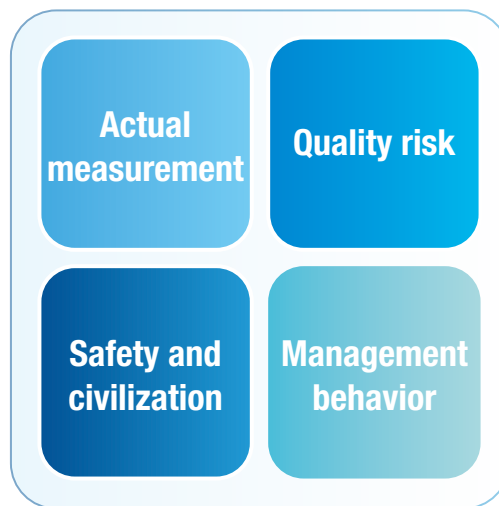 Actual
measurement
Quality risk
Safety and
civilization
Management
behavior